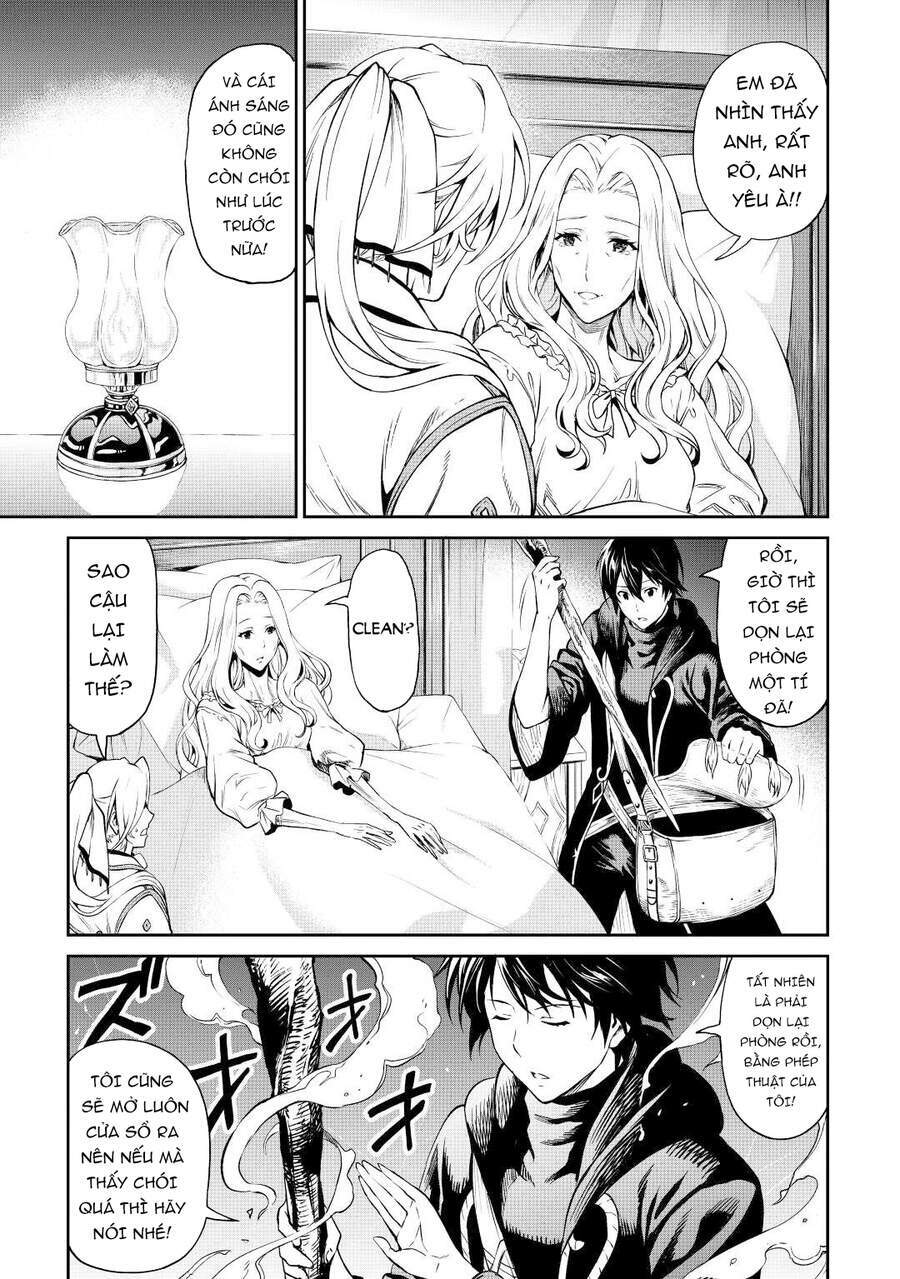 EM ĐÃ
NHÌN THẤY
ANH, RẤT
RÕ, ANH
YÊU À!!
VÀ CÁI
ÁNH SÁNG
ĐÓ CŨNG
KHÔNG
CÒN CHÓI
NHƯ LÚC
TRƯỚC
NỮA!
RỒI,
GIỜ THÌ
TÔI SẼ
DỌN LẠI
PHÒNG
MỘT TÍ
ĐÃ!
CLEAN?
SAO
CẬU
LẠI
LÀM
THẾ?
TẤT NHIÊN
LÀ PHẢI
DỌN LẠI
PHÒNG RỒI,
BẰNG PHÉP
THUẬT CỦA
TÔI!
ズズズ
TÔI CŨNG
SẼ MỞ LUÔN
CỬA SỔ RA
NÊN NẾU MÀ
THẤY CHÓI
QUÁ THÌ HÃY
NÓI NHÉ!